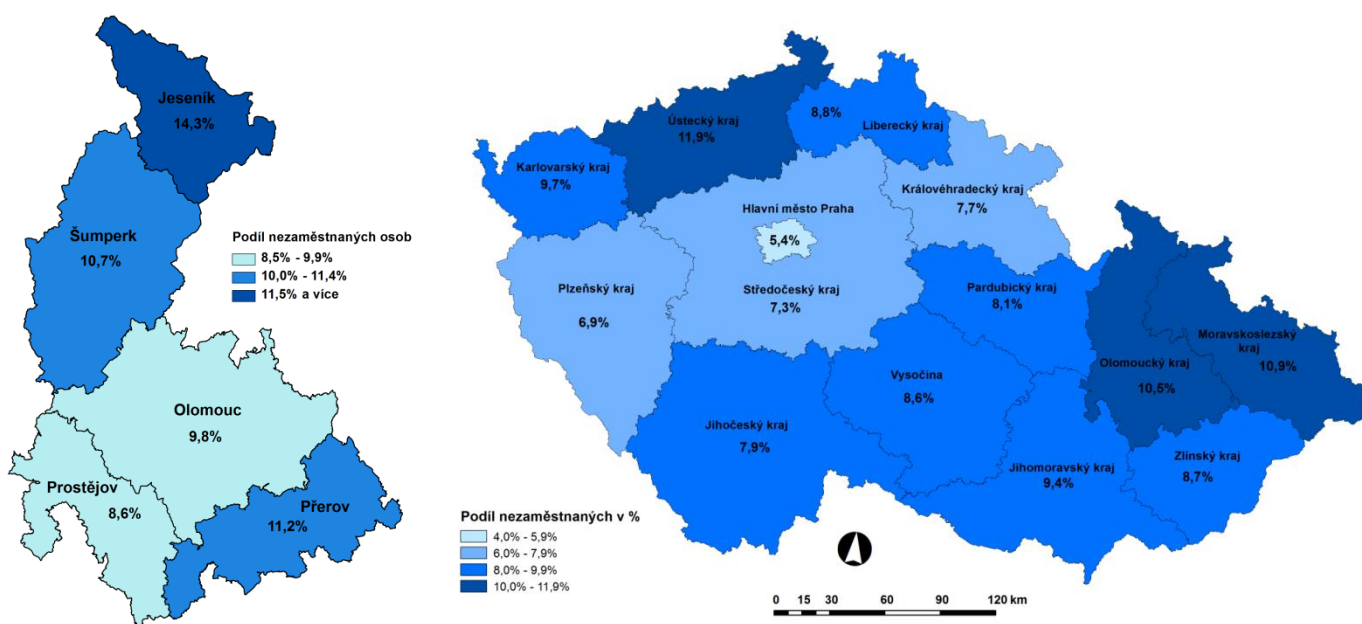 Jeseník
14,3%
Šumperk
10,7%
Podíl nezaměstnaných osob
8,5% - 9,9%
10,0% - 11,4%
11,5% a více
Olomouc
9,8%
Prostějov
8,6%
Přerov
11,2%
Ústecký kraj
11,9%
8,8%
Liberecký kraj
Karlovarský kraj
9,7%
Královéhradecký kraj
7,7%
Hlavní město Praha
5,4%
Plzeňský kraj
6,9%
Středočeský kraj
7,3%
Pardubický kraj
8,1%
Moravskoslezský
kraj
10,9%
Olomoucký kraj
10,5%
Vysočina
8,6%
Jihočeský kraj
7,9%
Jihomoravský kraj
9,4%
Zlínský kraj
8,7%
Podíl nezaměstnaných v %
4,0% - 5,9%
6,0% - 7,9%
8,0% - 9,9%
10,0% - 11,9%
0 15 30 60 90 120 km